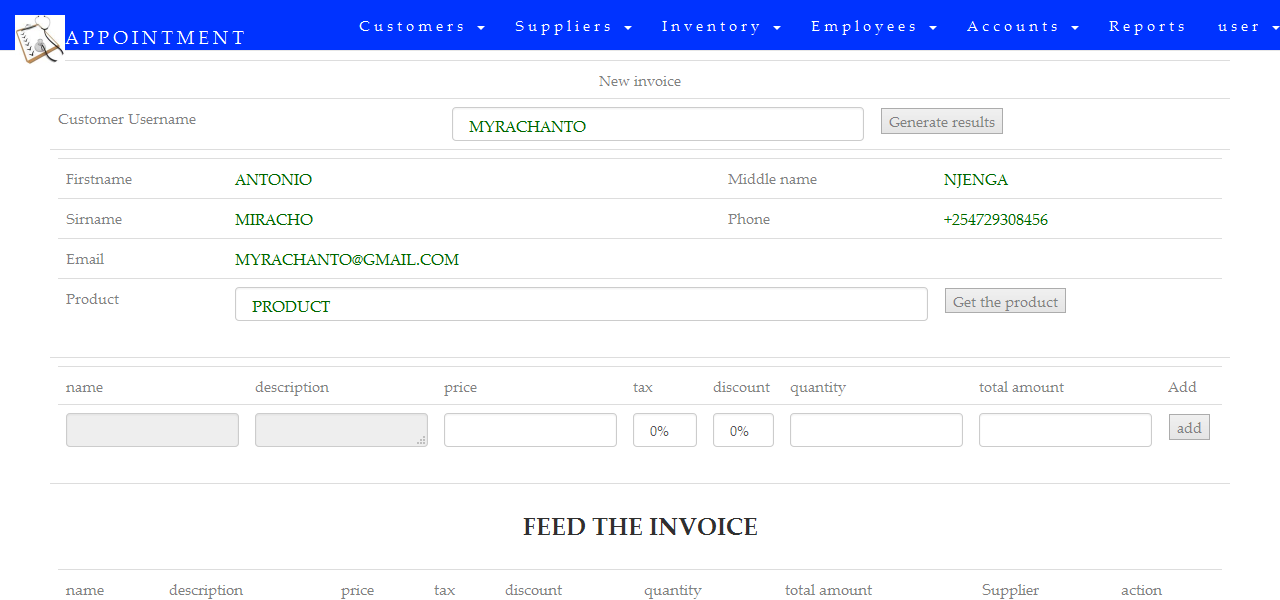 APPOINTMENT Customers Suppliers Inventory Employees Accounts Reports user
New invoice
Customer Username MYRACHANTO Generate results
Firstname ANTONIO Middle name NJENGA
Sirname MIRACHO Phone +254729308456
Email MYRACHANTO@GMAIL.COM
Product PRODUCT Get the product
name description price tax discount quantity total amount Add
0% 0% add
FEED THE INVOICE
name description price tax discount quantity total amount Supplier action